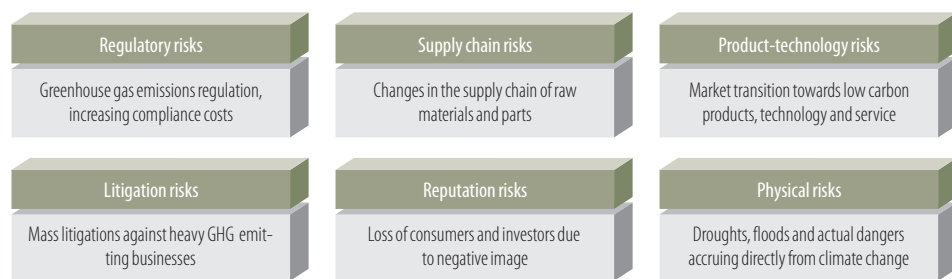 Regulatory risks
Greenhouse gas emissions regulation,
increasing compliance costs
Supply chain risks
Changes in the supply chain of raw
materials and parts
Product-technology risks
Market transition towards low carbon
products, technology and service
Litigation risks
Mass litigations against heavy GHG emit-
ting businesses
Reputation risks
Loss of consumers and investors due
to negative image
Physical risks
Droughts, floods and actual dangers
accruing directly from climate change